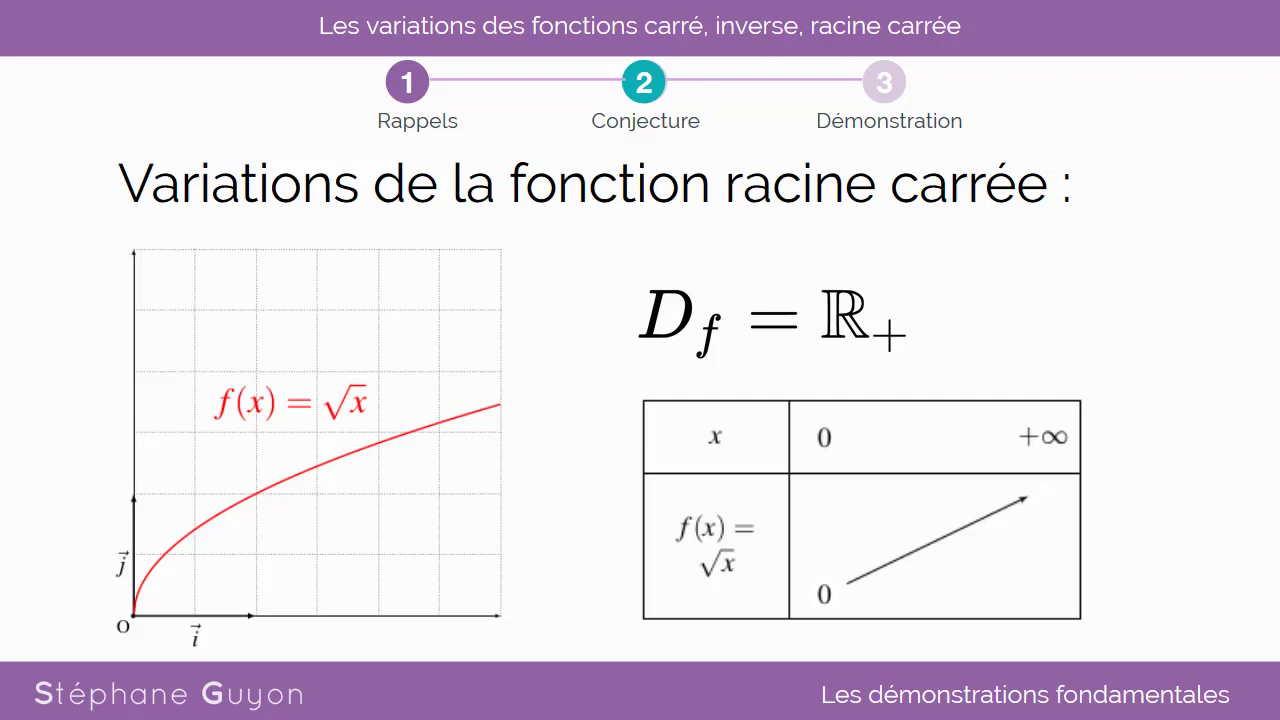 Les variations des fonctions carré, inverse, racine carrée
1 2 3
Rappels Conjecture Démonstration
Variations de la fonction racine carrée :
f(x) = √x
j⃗
O
i⃗
D_f = ℝ₊
x 0 +∞
f(x) =
√x
0
Stéphane Guyon
Les démonstrations fondamentales